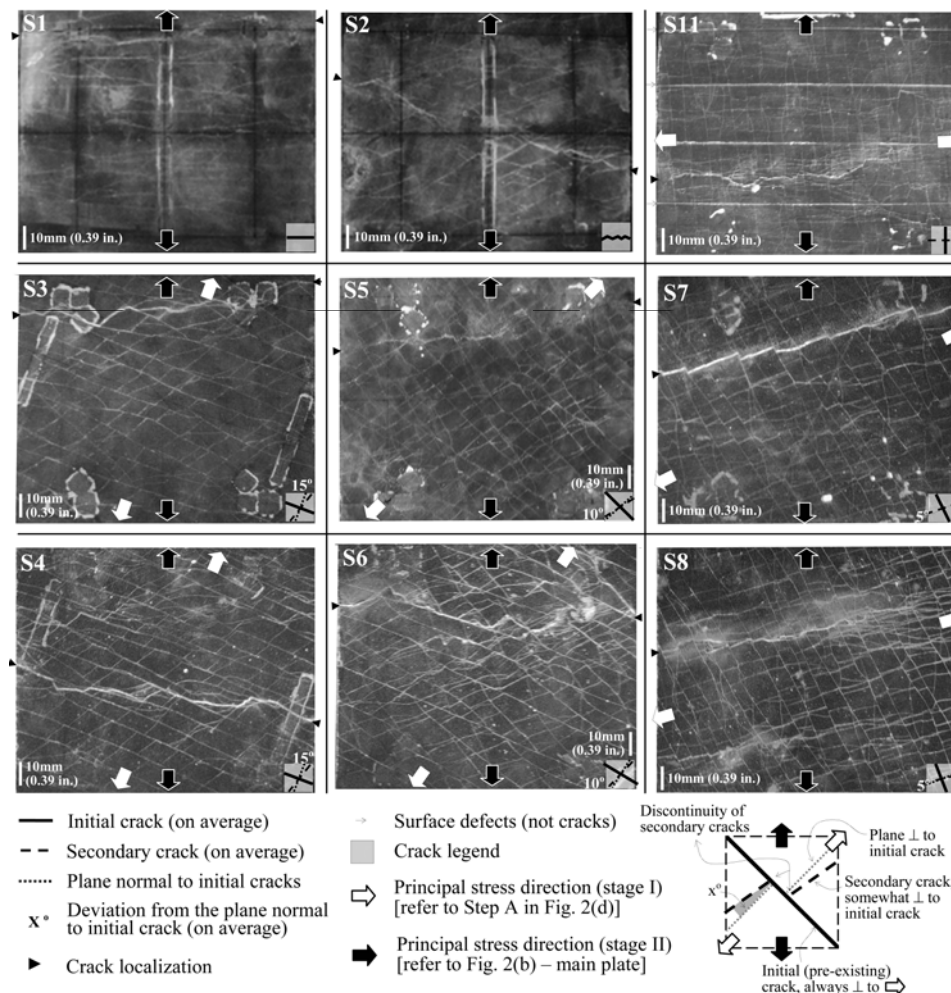 S1
10mm (0.39 in.)
S2
10mm (0.39 in.)
S11
10mm (0.39 in.)
S3
10mm
(0.39 in.)
15°
S5
10mm
(0.39 in.)
10°
S7
10mm (0.39 in.)
5°
S4
10mm
(0.39 in.)
15°
S6
10mm
(0.39 in.)
10°
S8
10mm (0.39 in.)
5°
Initial crack (on average)
Secondary crack (on average)
Plane normal to initial cracks
X° Deviation from the plane normal
to initial crack (on average)
Crack localization
Surface defects (not cracks)
Crack legend
Principal stress direction (stage I)
[refer to Step A in Fig. 2(d)]
Principal stress direction (stage II)
[refer to Fig. 2(b) – main plate]
Discontinuity of
secondary cracks
Plane ⊥ to
initial crack
X°
Secondary crack
somewhat ⊥ to
initial crack
Initial (pre-existing)
crack, always ⊥ to ⇨